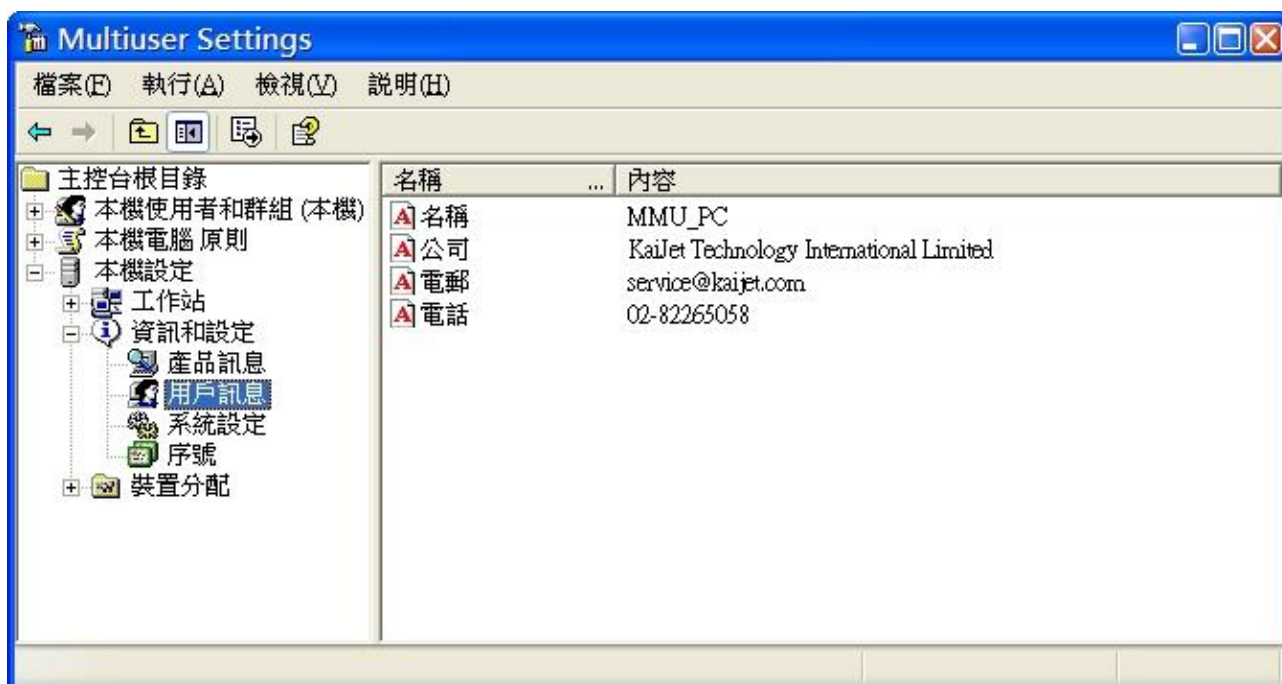 Multiuser Settings
檔案(F) 執行(A) 檢視(V) 說明(H)
主控台根目錄
本機使用者和群組 (本機)
本機電腦 原則
本機設定
工作站
資訊和設定
產品訊息
用戶訊息
系統設定
序號
裝置分配
名稱 ... 內容
名稱 MMU_PC
公司 KaiJet Technology International Limited
電郵 service@kaijet.com
電話 02-82265058